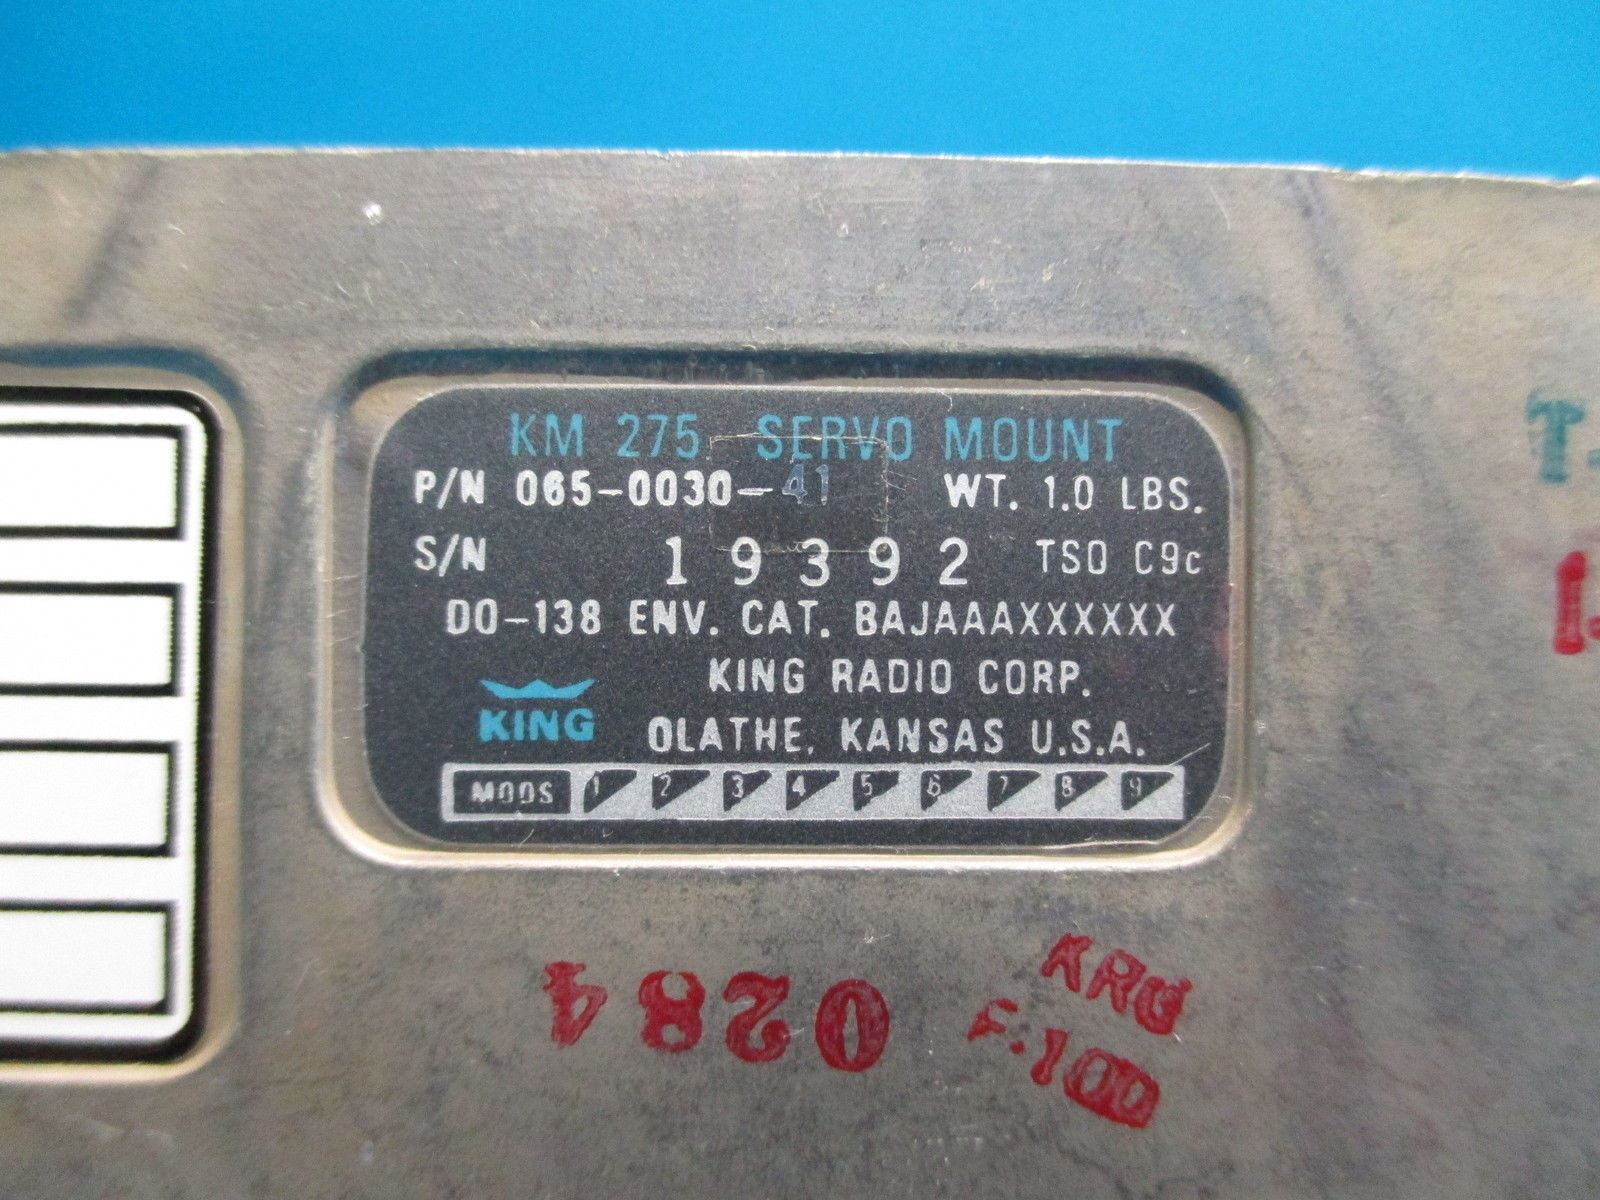 KM 275 SERVO MOUNT
P/N 065-0030-41 WT. 1.0 LBS.
S/N 19392 TSO C9c
DO-138 ENV. CAT. BAJAAAXXXXXX
KING RADIO CORP.
KING
OLATHE, KANSAS U.S.A.
MODS 1 2 3 4 5 6 7 8 9
0284
KRC
F.100